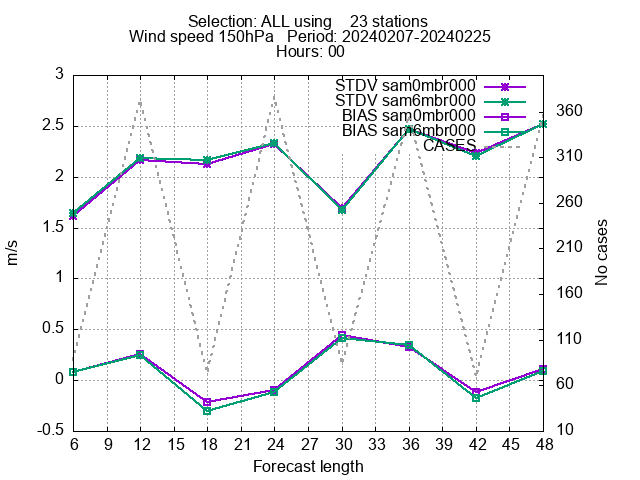 Selection: ALL using 23 stations
Wind speed 150hPa Period: 20240207-20240225
Hours: 00
STDV sam0mbr000
STDV sam6mbr000
BIAS sam0mbr000
BIAS sam6mbr000
CASES
3
2.5
2
1.5
1
0.5
0
-0.5
m/s
360
310
260
210
160
110
60
10
No cases
6 9 12 15 18 21 24 27 30 33 36 39 42 45 48
Forecast length